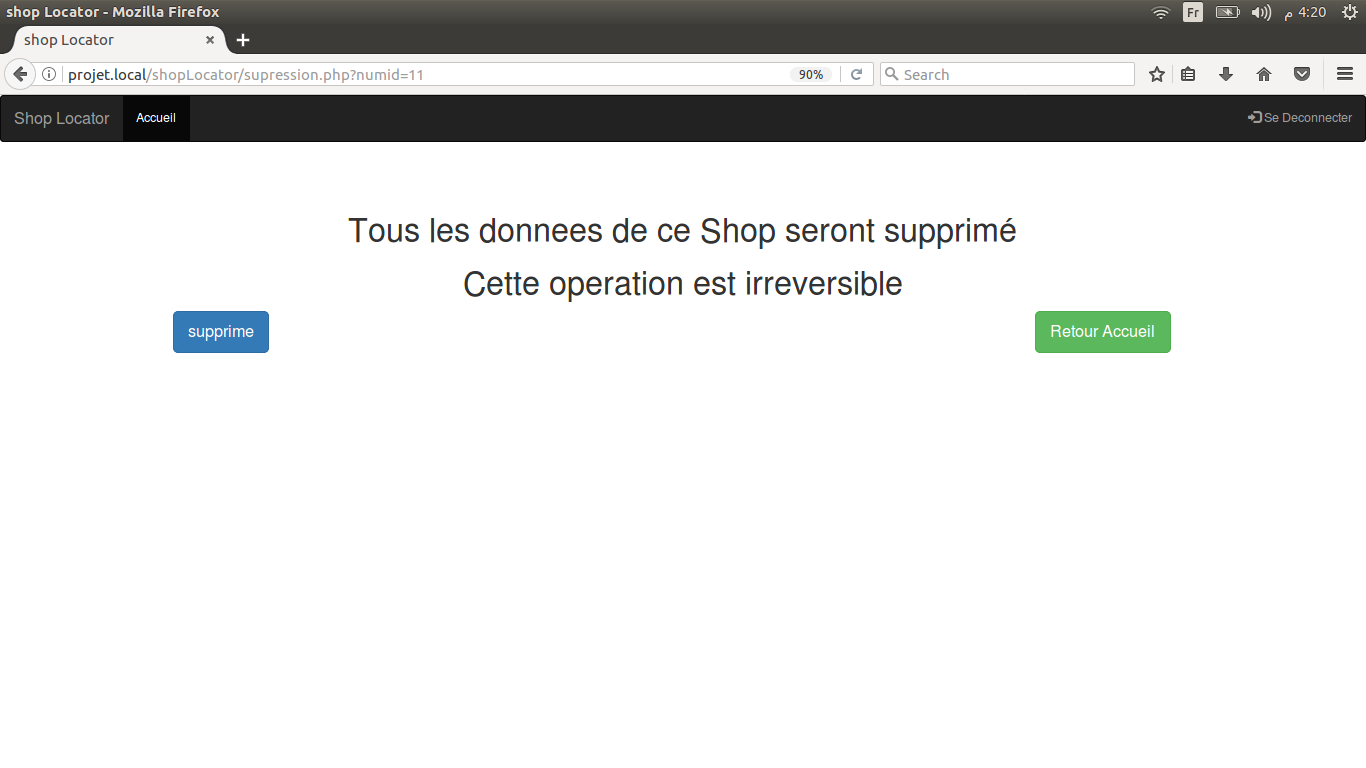 shop Locator - Mozilla Firefox
Fr
م 4:20
shop Locator
projet.local/shopLocator/supression.php?numid=11
90%
Search
Shop Locator
Accueil
Se Deconnecter
Tous les donnees de ce Shop seront supprimé
Cette operation est irreversible
supprime
Retour Accueil